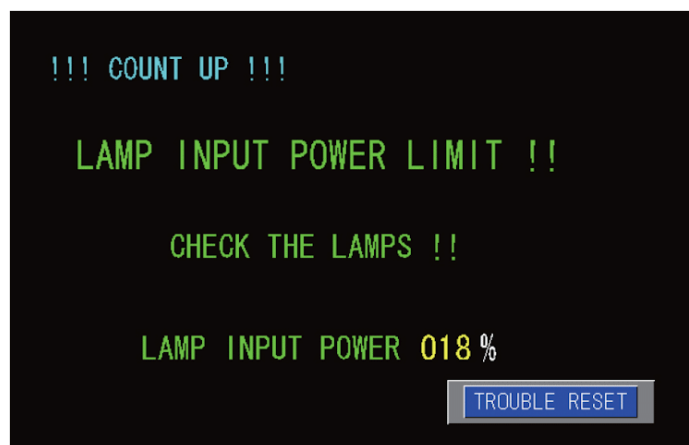 !!! COUNT UP !!!
LAMP INPUT POWER LIMIT !!
CHECK THE LAMPS !!
LAMP INPUT POWER 018%
TROUBLE RESET